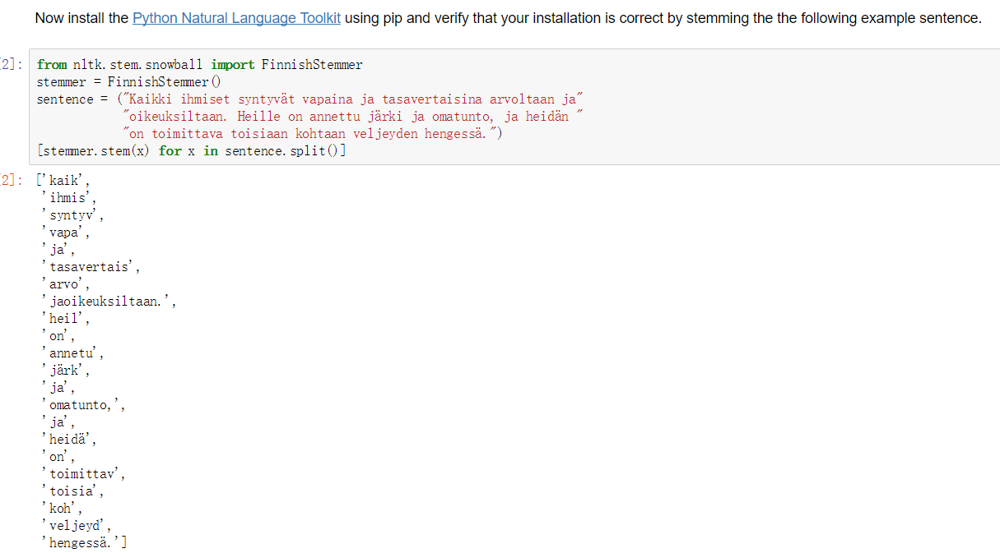 Now install the Python Natural Language Toolkit using pip and verify that your installation is correct by stemming the the following example sentence.
2]: from nltk.stem.snowball import FinnishStemmer
stemmer = FinnishStemmer()
sentence = ("Kaikki ihmiset syntyvät vapaina ja tasavertaisina arvoltaan ja"
"oikeuksiltaan. Heille on annettu järki ja omatunto, ja heidän "
"on toimittava toisiaan kohtaan veljeyden hengessä.")
[stemmer.stem(x) for x in sentence.split()]
2]: ['kaik',
'ihmis',
'syntyv',
'vapa',
'ja',
'tasavertais',
'arvo',
'jaoikeuksiltaan.',
'heil',
'on',
'annetu',
'järk',
'ja',
'omatunto,',
'ja',
'heidä',
'on',
'toimittav',
'toisia',
'koh',
'veljeyd',
'hengessä.']